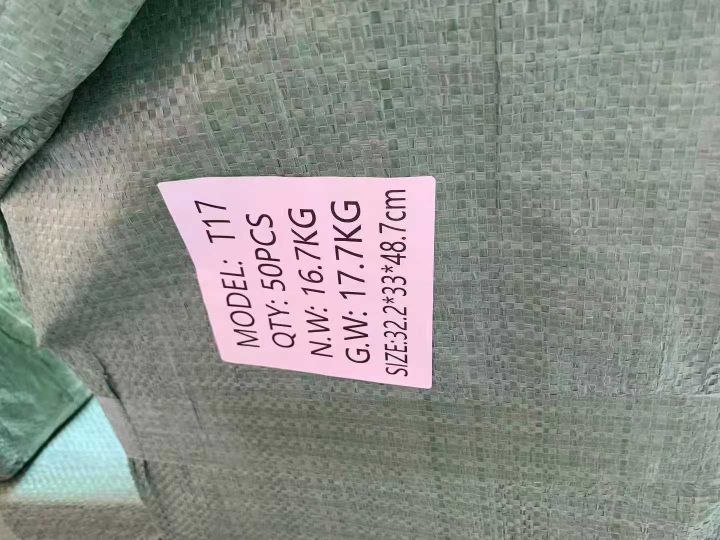 MODEL: T17
QTY: 50PCS
N.W: 16.7KG
G.W: 17.7KG
SIZE:32.2*33*48.7cm